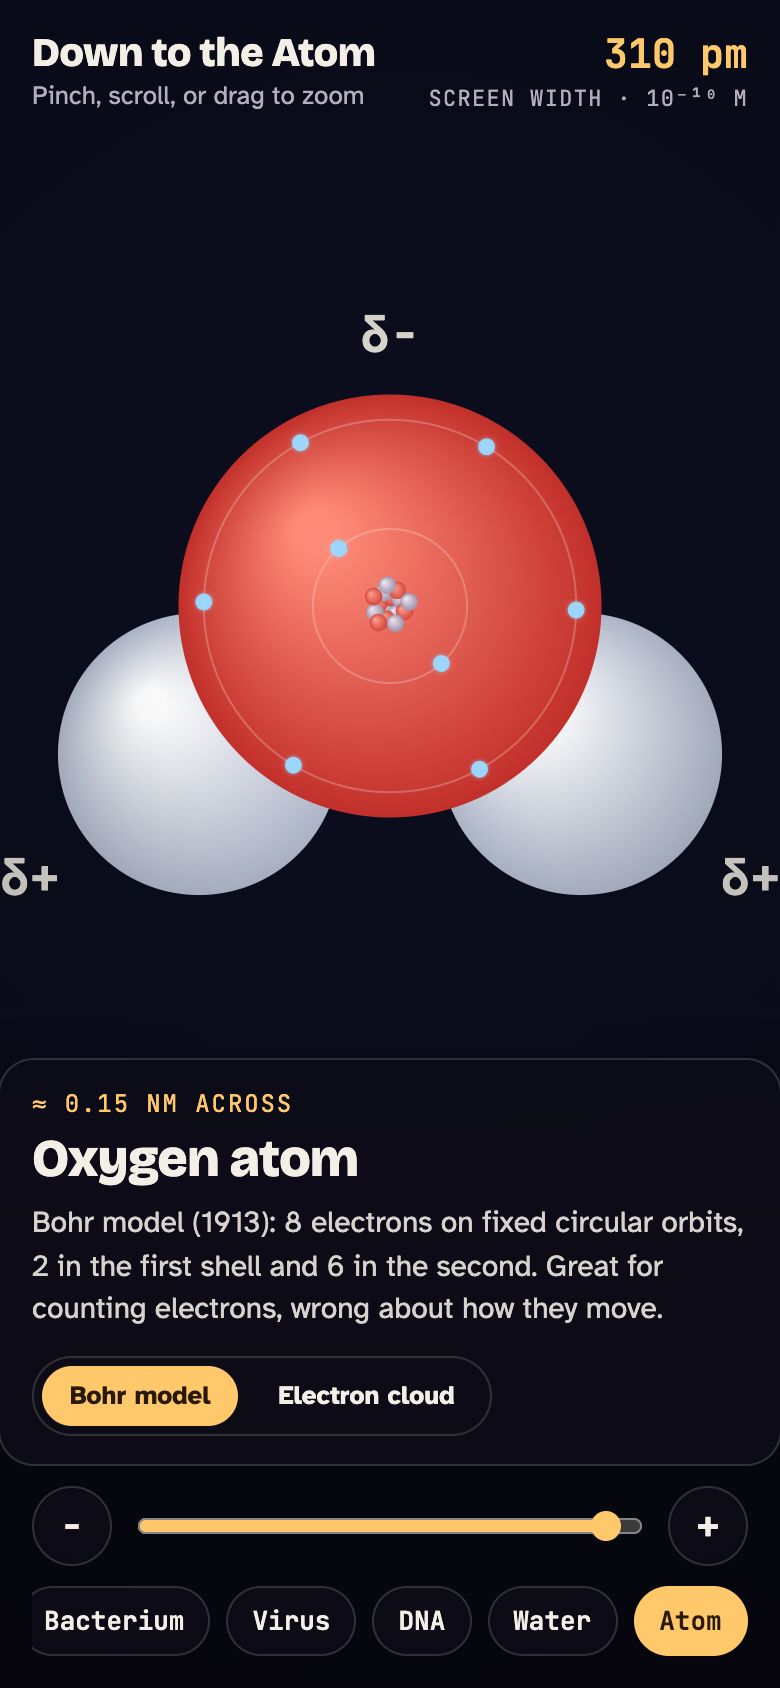 Down to the Atom
310 pm
Pinch, scroll, or drag to zoom
SCREEN WIDTH · 10⁻¹⁰ M
δ-
δ+
δ+
≈ 0.15 NM ACROSS
Oxygen atom
Bohr model (1913): 8 electrons on fixed circular orbits,
2 in the first shell and 6 in the second. Great for
counting electrons, wrong about how they move.
Bohr model
Electron cloud
-
+
Bacterium
Virus
DNA
Water
Atom